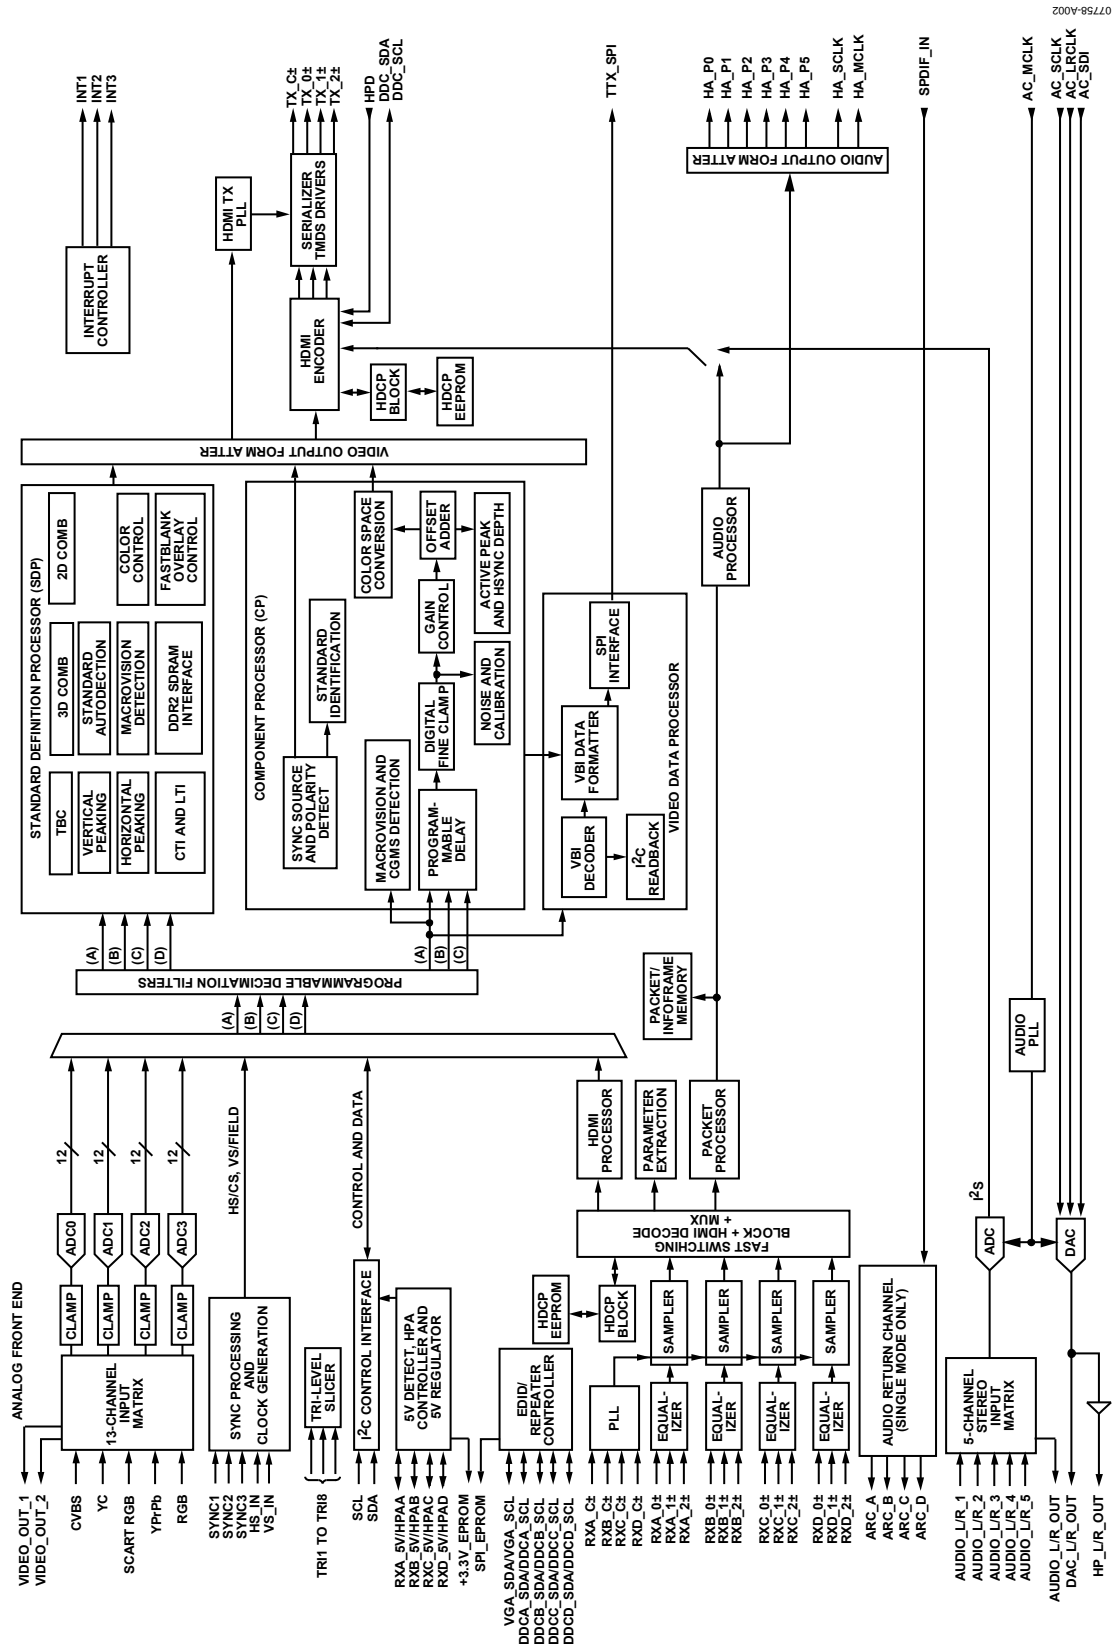 VIDEO_OUT_1
VIDEO_OUT_2
ANALOG FRONT END
CVBS
YC
SCART RGB
YPrPb
RGB
13-CHANNEL
INPUT
MATRIX
CLAMP
CLAMP
CLAMP
CLAMP
ADC0
ADC1
ADC2
ADC3
12
12
12
12
SYNC1
SYNC2
SYNC3
HS_IN
VS_IN
SYNC PROCESSING
AND
CLOCK GENERATION
HS/CS, VS/FIELD
TRI1 TO TRI8
TRI-LEVEL
SLICER
SCL
SDA
I2C CONTROL INTERFACE
CONTROL AND DATA
RXA_5V/HPAA
RXB_5V/HPAB
RXC_5V/HPAC
RXD_5V/HPAD
5V DETECT, HPA
CONTROLLER AND
5V REGULATOR
+3.3V_EPROM
SPI_EPROM
VGA_SDA/VGA_SCL
DDCA_SDA/DDCA_SCL
DDCB_SDA/DDCB_SCL
DDCC_SDA/DDCC_SCL
DDCD_SDA/DDCD_SCL
EDID/
REPEATER
CONTROLLER
HDCP
EEPROM
HDCP
BLOCK
RXA_C±
RXB_C±
RXC_C±
RXD_C±
PLL
RXA_0±
RXA_1±
RXA_2±
EQUAL-
IZER
SAMPLER
RXB_0±
RXB_1±
RXB_2±
EQUAL-
IZER
SAMPLER
RXC_0±
RXC_1±
RXC_2±
EQUAL-
IZER
SAMPLER
RXD_0±
RXD_1±
RXD_2±
EQUAL-
IZER
SAMPLER
FAST SWITCHING
BLOCK + HDMI DECODE
+ MUX
HDMI
PROCESSOR
PARAMETER
EXTRACTION
PACKET
PROCESSOR
PACKET/
INFOFRAME
MEMORY
ARC_A
ARC_B
ARC_C
ARC_D
AUDIO RETURN CHANNEL
(SINGLE MODE ONLY)
AUDIO_L/R_1
AUDIO_L/R_2
AUDIO_L/R_3
AUDIO_L/R_4
AUDIO_L/R_5
5-CHANNEL
STEREO
INPUT
MATRIX
AUDIO_L/R_OUT
DAC_L/R_OUT
HP_L/R_OUT
ADC
DAC
I2S
AUDIO
PLL
(A)
(B)
(C)
(D)
PROGRAMMABLE DECIMATION FILTERS
(A)
(B)
(C)
(D)
(A)
(B)
(C)
STANDARD DEFINITION PROCESSOR (SDP)
TBC
3D COMB
2D COMB
VERTICAL
PEAKING
STANDARD
AUTODECTION
HORIZONTAL
PEAKING
MACROVISION
DETECTION
COLOR
CONTROL
CTI AND LTI
DDR2 SDRAM
INTERFACE
FASTBLANK
OVERLAY
CONTROL
COMPONENT PROCESSOR (CP)
SYNC SOURCE
AND POLARITY
DETECT
STANDARD
IDENTIFICATION
MACROVISION AND
CGMS DETECTION
PROGRAM-
MABLE
DELAY
DIGITAL
FINE CLAMP
GAIN
CONTROL
OFFSET
ADDER
COLOR SPACE
CONVERSION
NOISE AND
CALIBRATION
ACTIVE PEAK
AND HSYNC DEPTH
VBI
DECODER
VBI DATA
FORMATTER
SPI
INTERFACE
I2C
READBACK
VIDEO DATA PROCESSOR
AUDIO
PROCESSOR
VIDEO OUTPUT FORMATTER
HDMI
ENCODER
HDCP
BLOCK
HDCP
EEPROM
HDMI TX
PLL
SERIALIZER
TMDS DRIVERS
INTERRUPT
CONTROLLER
INT1
INT2
INT3
TX_C±
TX_0±
TX_1±
TX_2±
HPD
DDC_SDA
DDC_SCL
TTX_SPI
AUDIO OUTPUT FORMATTER
HA_P0
HA_P1
HA_P2
HA_P3
HA_P4
HA_P5
HA_SCLK
HA_MCLK
SPDIF_IN
AC_MCLK
AC_SCLK
AC_LRCLK
AC_SDI
07758-A002